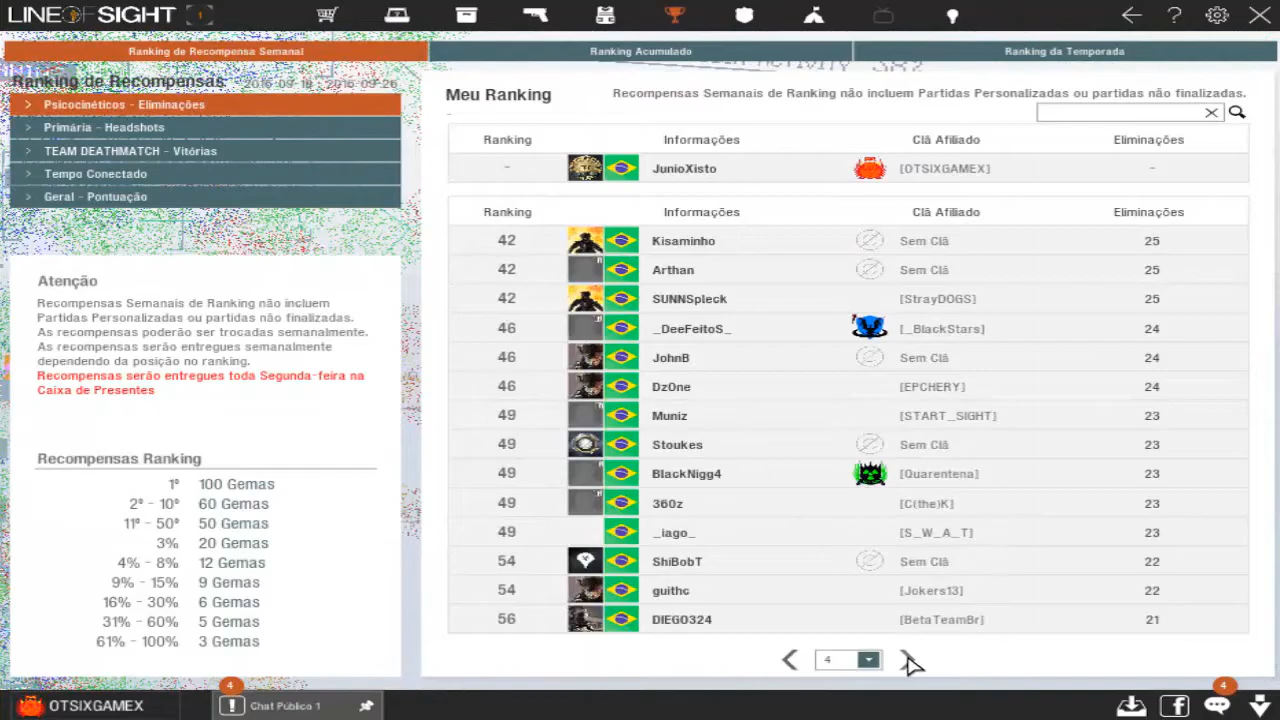 LINE OF SIGHT 1
Ranking de Recompensa Semanal
Ranking Acumulado
Ranking da Temporada
Ranking de Recompensas
Psicocinéticos - Eliminações
Primária - Headshots
TEAM DEATHMATCH - Vitórias
Tempo Conectado
Geral - Pontuação
Atenção
Recompensas Semanais de Ranking não incluem
Partidas Personalizadas ou partidas não finalizadas.
As recompensas poderão ser trocadas semanalmente.
As recompensas serão entregues semanalmente
dependendo da posição no ranking.
Recompensas serão entregues toda Segunda-feira na
Caixa de Presentes
Recompensas Ranking
1º 100 Gemas
2º - 10º 60 Gemas
11º - 50º 50 Gemas
3% 20 Gemas
4% - 8% 12 Gemas
9% - 15% 9 Gemas
16% - 30% 6 Gemas
31% - 60% 5 Gemas
61% - 100% 3 Gemas
Meu Ranking
Recompensas Semanais de Ranking não incluem Partidas Personalizadas ou partidas não finalizadas.
Ranking Informações Clã Afiliado Eliminações
- JunioXisto [OTSIXGAMEX] -
Ranking Informações Clã Afiliado Eliminações
42 Kisaminho Sem Clã 25
42 Arthan Sem Clã 25
42 SUNNSpleck [StrayDOGS] 25
46 _DeeFeitoS_ [_BlackStars] 24
46 JohnB Sem Clã 24
46 DzOne [EPCHERY] 24
49 Muniz [START_SIGHT] 23
49 Stoukes Sem Clã 23
49 BlackNigg4 [Quarentena] 23
49 360z [C(the)K] 23
49 _iago_ [S_W_A_T] 23
54 ShiBobT Sem Clã 22
54 guithc [Jokers13] 22
56 DIEGO324 [BetaTeamBr] 21
4
4
OTSIXGAMEX
Chat Público 1
4